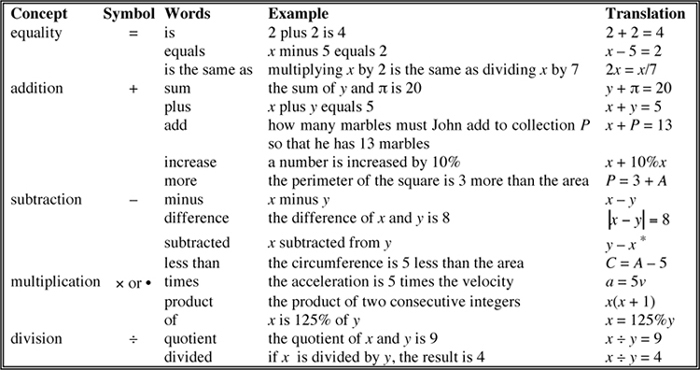 Concept Symbol Words Example Translation
equality = is 2 plus 2 is 4 2 + 2 = 4
equals x minus 5 equals 2 x – 5 = 2
is the same as multiplying x by 2 is the same as dividing x by 7 2x = x/7
addition + sum the sum of y and π is 20 y + π = 20
plus x plus y equals 5 x + y = 5
add how many marbles must John add to collection P x + P = 13
so that he has 13 marbles
increase a number is increased by 10% x + 10%x
more the perimeter of the square is 3 more than the area P = 3 + A
subtraction – minus x minus y x – y
difference the difference of x and y is 8 |x – y| = 8
subtracted x subtracted from y y – x *
less than the circumference is 5 less than the area C = A – 5
multiplication × or • times the acceleration is 5 times the velocity a = 5v
product the product of two consecutive integers x(x + 1)
of x is 125% of y x = 125%y
division ÷ quotient the quotient of x and y is 9 x ÷ y = 9
divided if x is divided by y, the result is 4 x ÷ y = 4